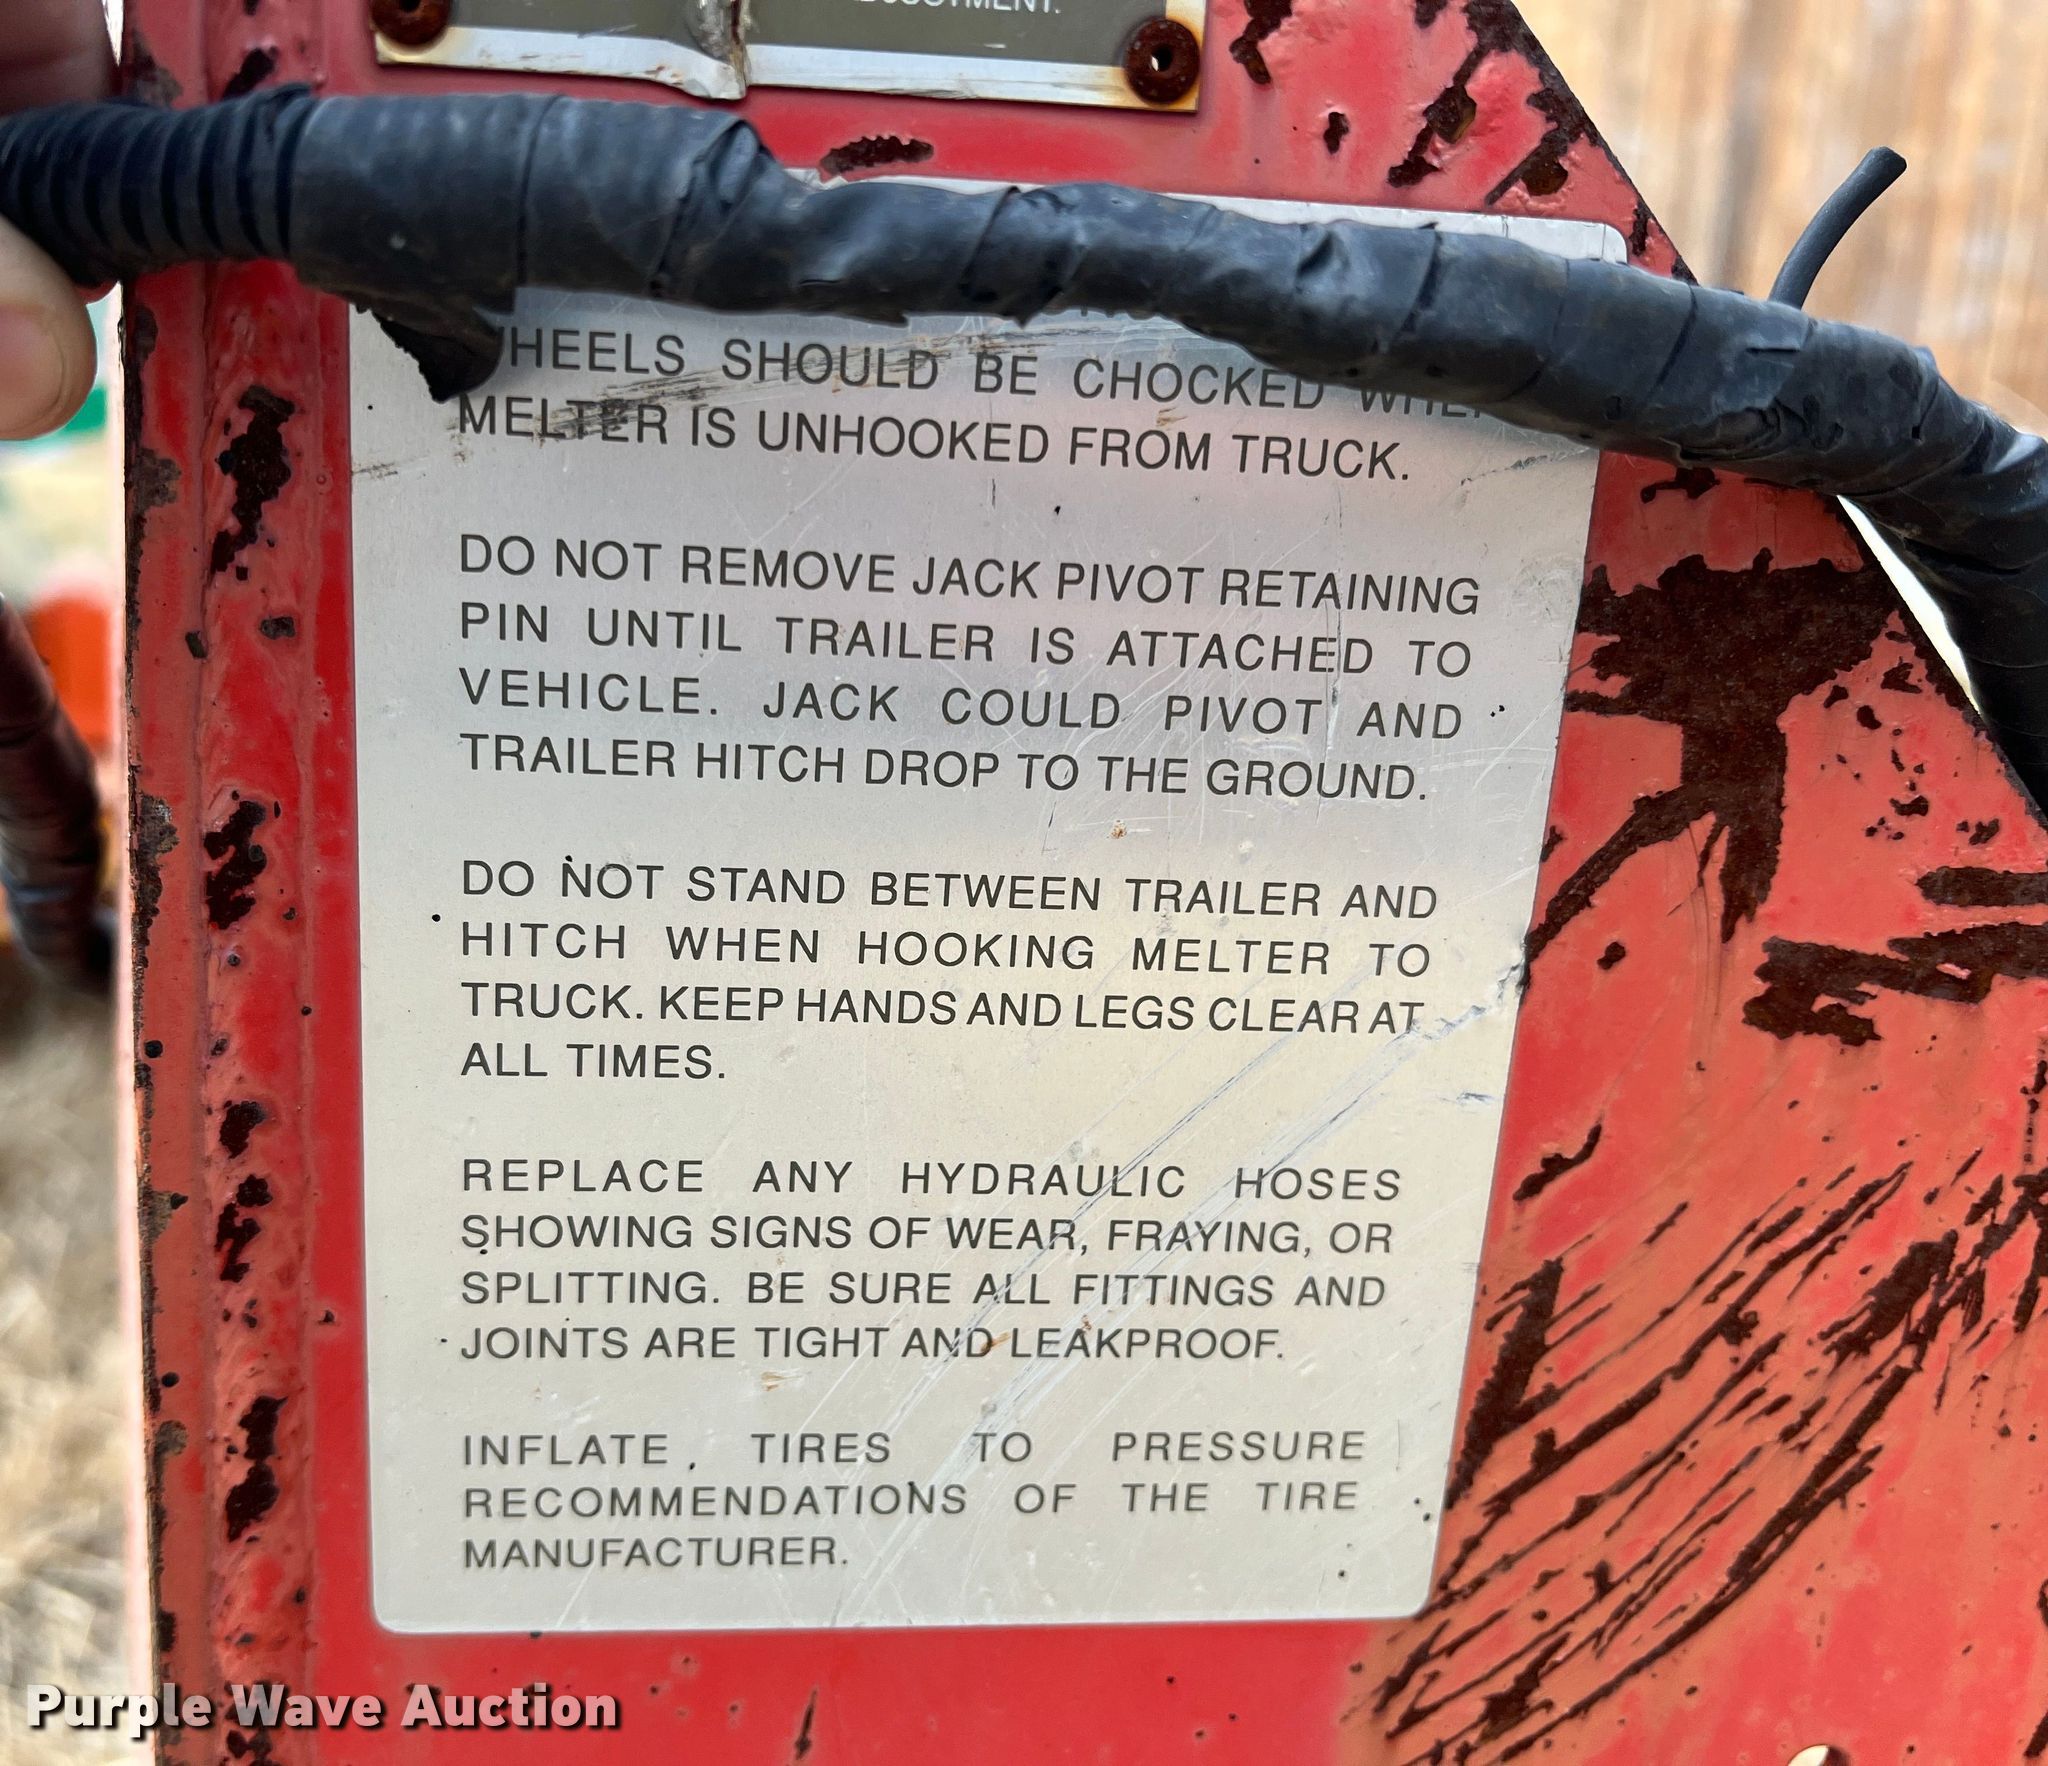 WHEELS SHOULD BE CHOCKED WHEN
MELTER IS UNHOOKED FROM TRUCK.
DO NOT REMOVE JACK PIVOT RETAINING
PIN UNTIL TRAILER IS ATTACHED TO
VEHICLE. JACK COULD PIVOT AND
TRAILER HITCH DROP TO THE GROUND.
DO NOT STAND BETWEEN TRAILER AND
HITCH WHEN HOOKING MELTER TO
TRUCK. KEEP HANDS AND LEGS CLEAR AT
ALL TIMES.
REPLACE ANY HYDRAULIC HOSES
SHOWING SIGNS OF WEAR, FRAYING, OR
SPLITTING. BE SURE ALL FITTINGS AND
JOINTS ARE TIGHT AND LEAKPROOF.
INFLATE TIRES TO PRESSURE
RECOMMENDATIONS OF THE TIRE
MANUFACTURER.
Purple Wave Auction